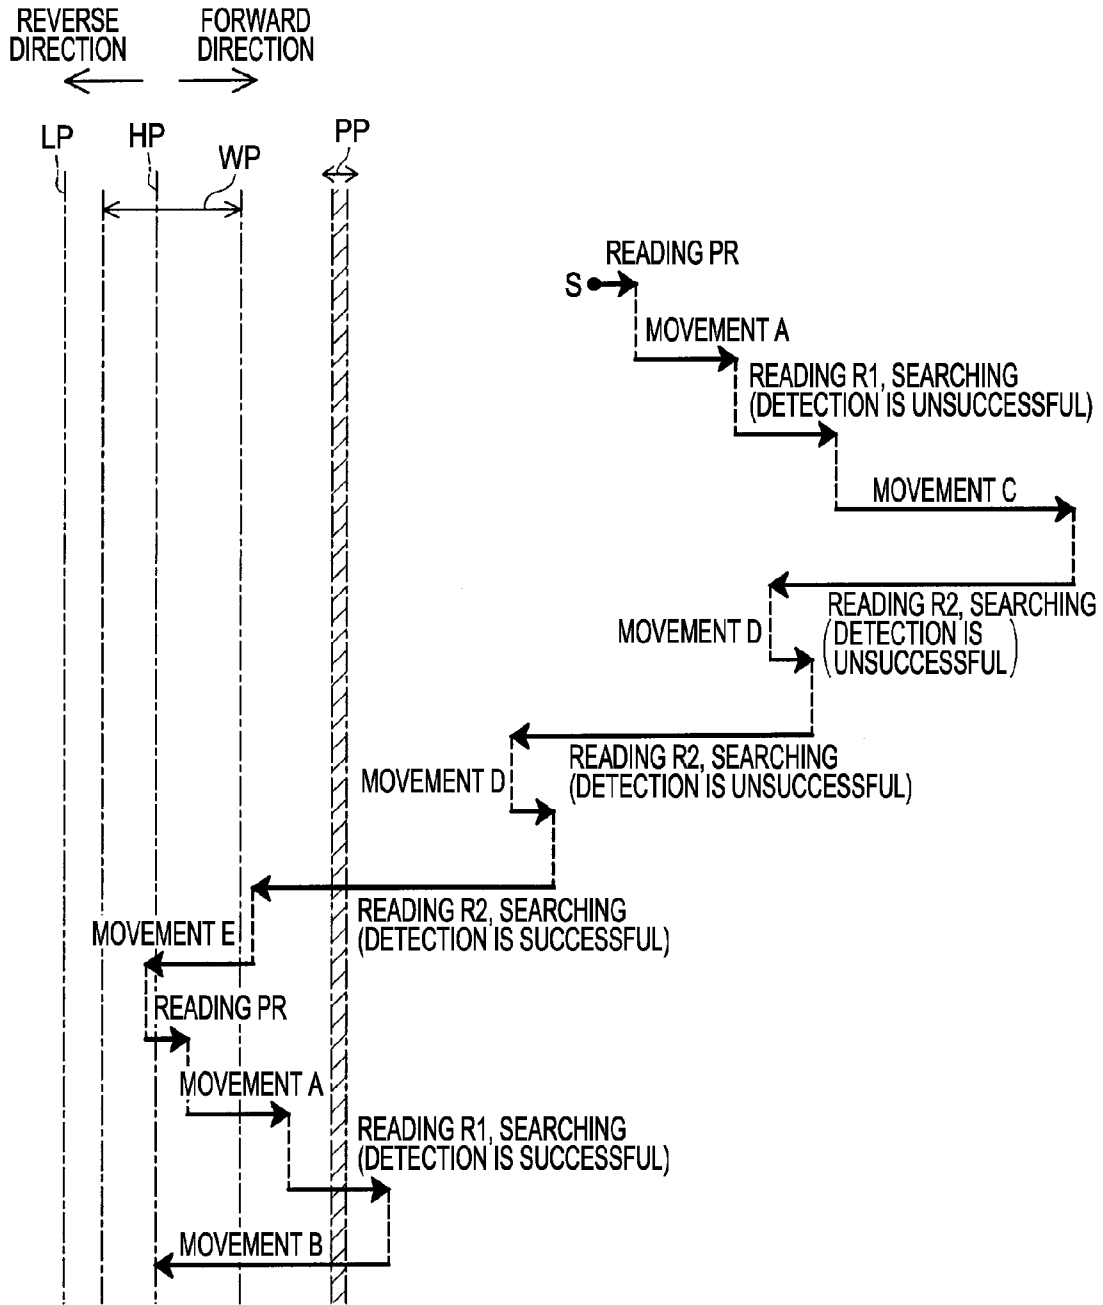 REVERSE
DIRECTION
FORWARD
DIRECTION
LP
HP
WP
PP
READING PR
S
MOVEMENT A
READING R1, SEARCHING
(DETECTION IS UNSUCCESSFUL)
MOVEMENT C
READING R2, SEARCHING
(DETECTION IS
UNSUCCESSFUL)
MOVEMENT D
READING R2, SEARCHING
(DETECTION IS UNSUCCESSFUL)
MOVEMENT D
READING R2, SEARCHING
(DETECTION IS SUCCESSFUL)
MOVEMENT E
READING PR
MOVEMENT A
READING R1, SEARCHING
(DETECTION IS SUCCESSFUL)
MOVEMENT B